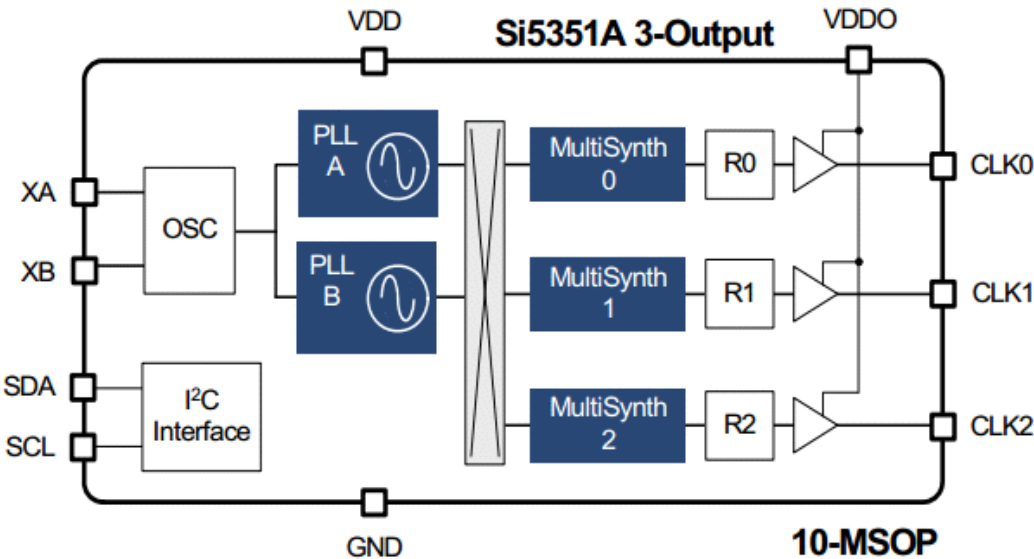 VDD
Si5351A 3-Output
VDDO
XA
XB
OSC
PLL
A
PLL
B
MultiSynth
0
R0
CLK0
MultiSynth
1
R1
CLK1
MultiSynth
2
R2
CLK2
SDA
SCL
I²C
Interface
GND
10-MSOP